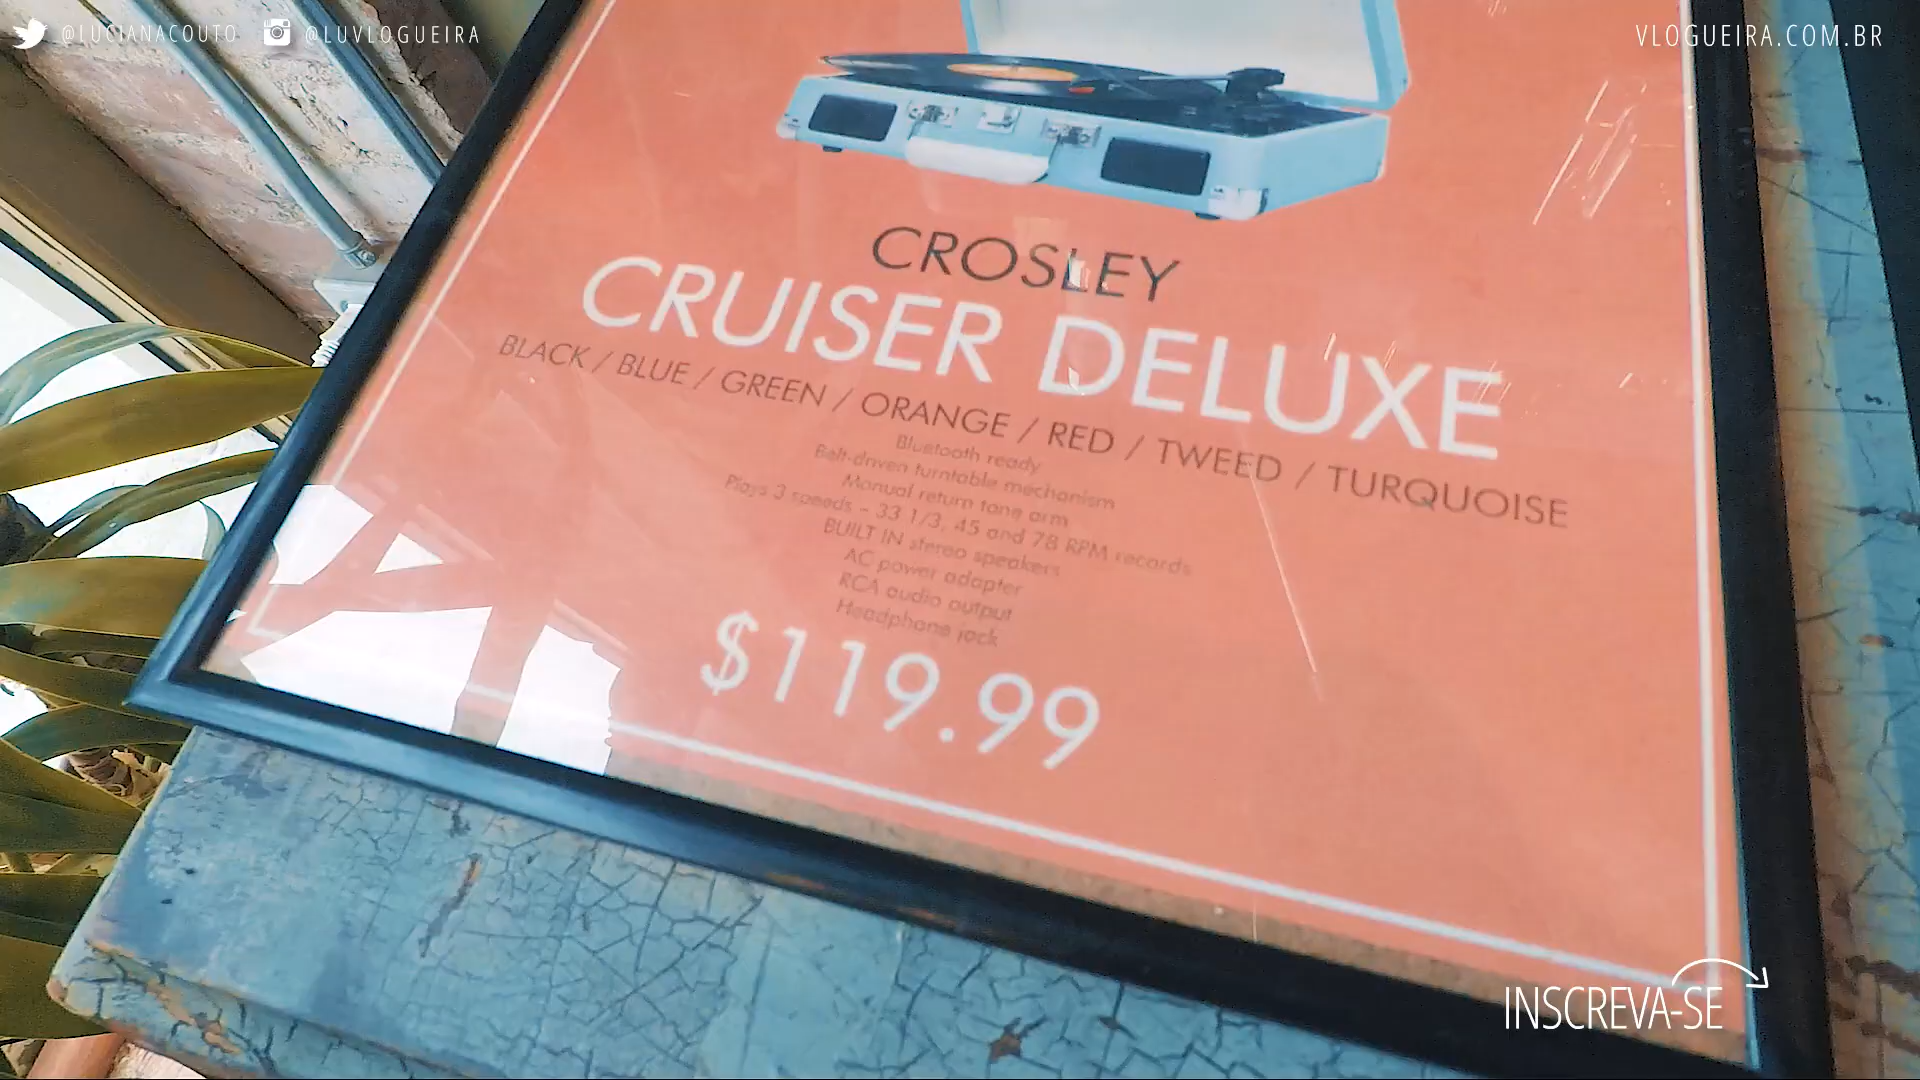 @LUCIANACOUTO @LUVLOGUEIRA
VLOGUEIRA.COM.BR
CROSLEY
CRUISER DELUXE
BLACK / BLUE / GREEN / ORANGE / RED / TWEED / TURQUOISE
Bluetooth ready
Belt-driven turntable mechanism
Manual return tone arm
Plays 3 speeds - 33 1/3, 45 and 78 RPM records
BUILT IN stereo speakers
AC power adapter
RCA audio output
Headphone jack
$119.99
INSCREVA-SE